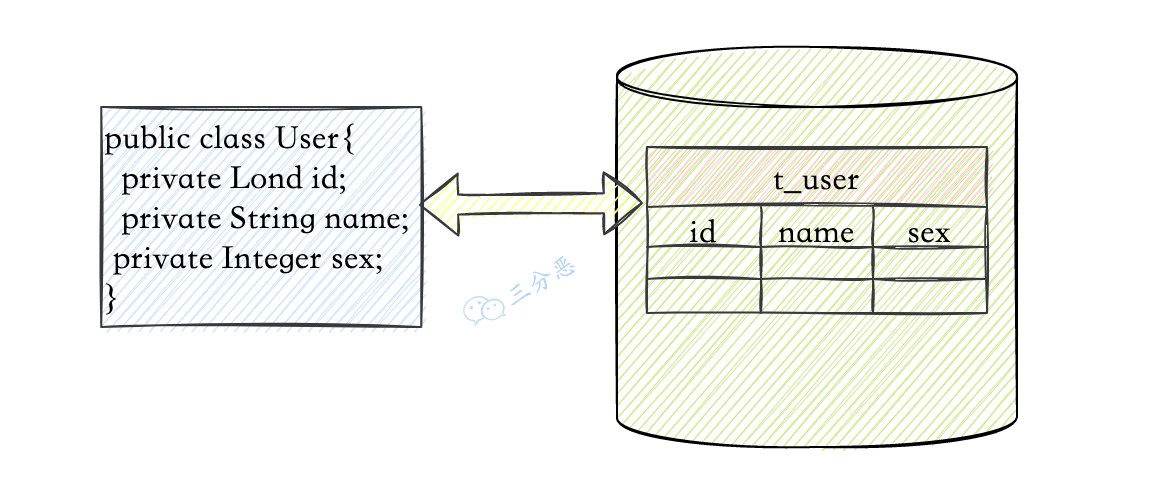 public class User{
private Lond id;
private String name;
private Integer sex;
}
t_user
id name sex
三分恶